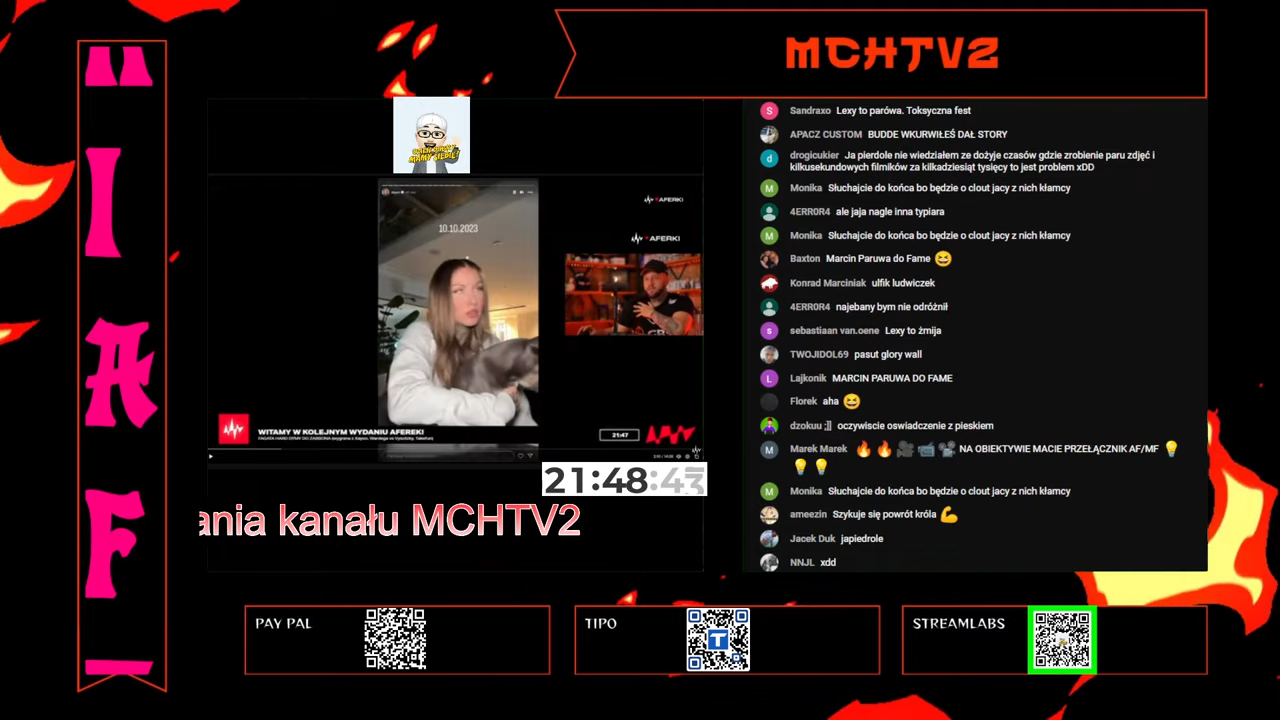 MCHTV2
IAF
MAMY CIEBIE!
10.10.2023
AFERKI
AFERKI
WITAMY W KOLEJNYM WYDANIU AFEREK!
21:47
21:48:43
ania kanału MCHTV2
Sandraxo Lexy to parówa. Toksyczna fest
APACZ CUSTOM BUDDE WKURWIŁEŚ DAŁ STORY
drogicukier Ja pierdole nie wiedziałem ze dożyje czasów gdzie zrobienie paru zdjęć i
kilkusekundowych filmików za kilkadziesiąt tysięcy to jest problem xDD
Monika Słuchajcie do końca bo będzie o clout jacy z nich kłamcy
4ERR0R4 ale jaja nagle inna typiara
Monika Słuchajcie do końca bo będzie o clout jacy z nich kłamcy
Baxton Marcin Paruwa do Fame 😆
Konrad Marciniak ulfik ludwiczek
4ERR0R4 najebany bym nie odróżnił
sebastiaan van.oene Lexy to żmija
TWOJIDOL69 pasut glory wall
Lajkonik MARCIN PARUWA DO FAME
Florek aha 😆
dzokuu ;]] oczywiscie oswiadczenie z pieskiem
Marek Marek 🔥🔥🎥📹📽 NA OBIEKTYWIE MACIE PRZEŁĄCZNIK AF/MF 💡
💡💡
Monika Słuchajcie do końca bo będzie o clout jacy z nich kłamcy
ameezin Szykuje się powrót króla 💪
Jacek Duk japiedrole
NNJL xdd
PAY PAL
TIPO
T
STREAMLABS